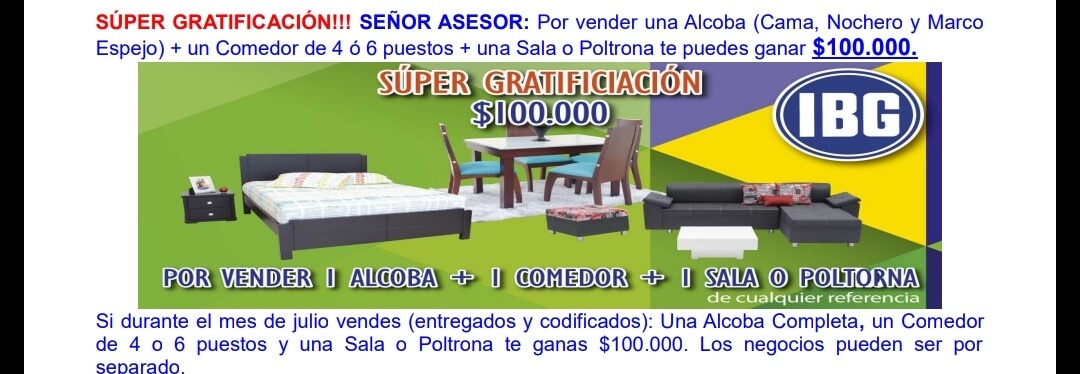 SÚPER GRATIFICACIÓN!!! SEÑOR ASESOR: Por vender una Alcoba (Cama, Nochero y Marco
Espejo) + un Comedor de 4 ó 6 puestos + una Sala o Poltrona te puedes ganar $100.000.
SÚPER GRATIFICIACIÓN
$100.000
IBG
POR VENDER 1 ALCOBA + 1 COMEDOR + 1 SALA O POLTORNA
de cualquier referencia
Si durante el mes de julio vendes (entregados y codificados): Una Alcoba Completa, un Comedor
de 4 o 6 puestos y una Sala o Poltrona te ganas $100.000. Los negocios pueden ser por
separado.